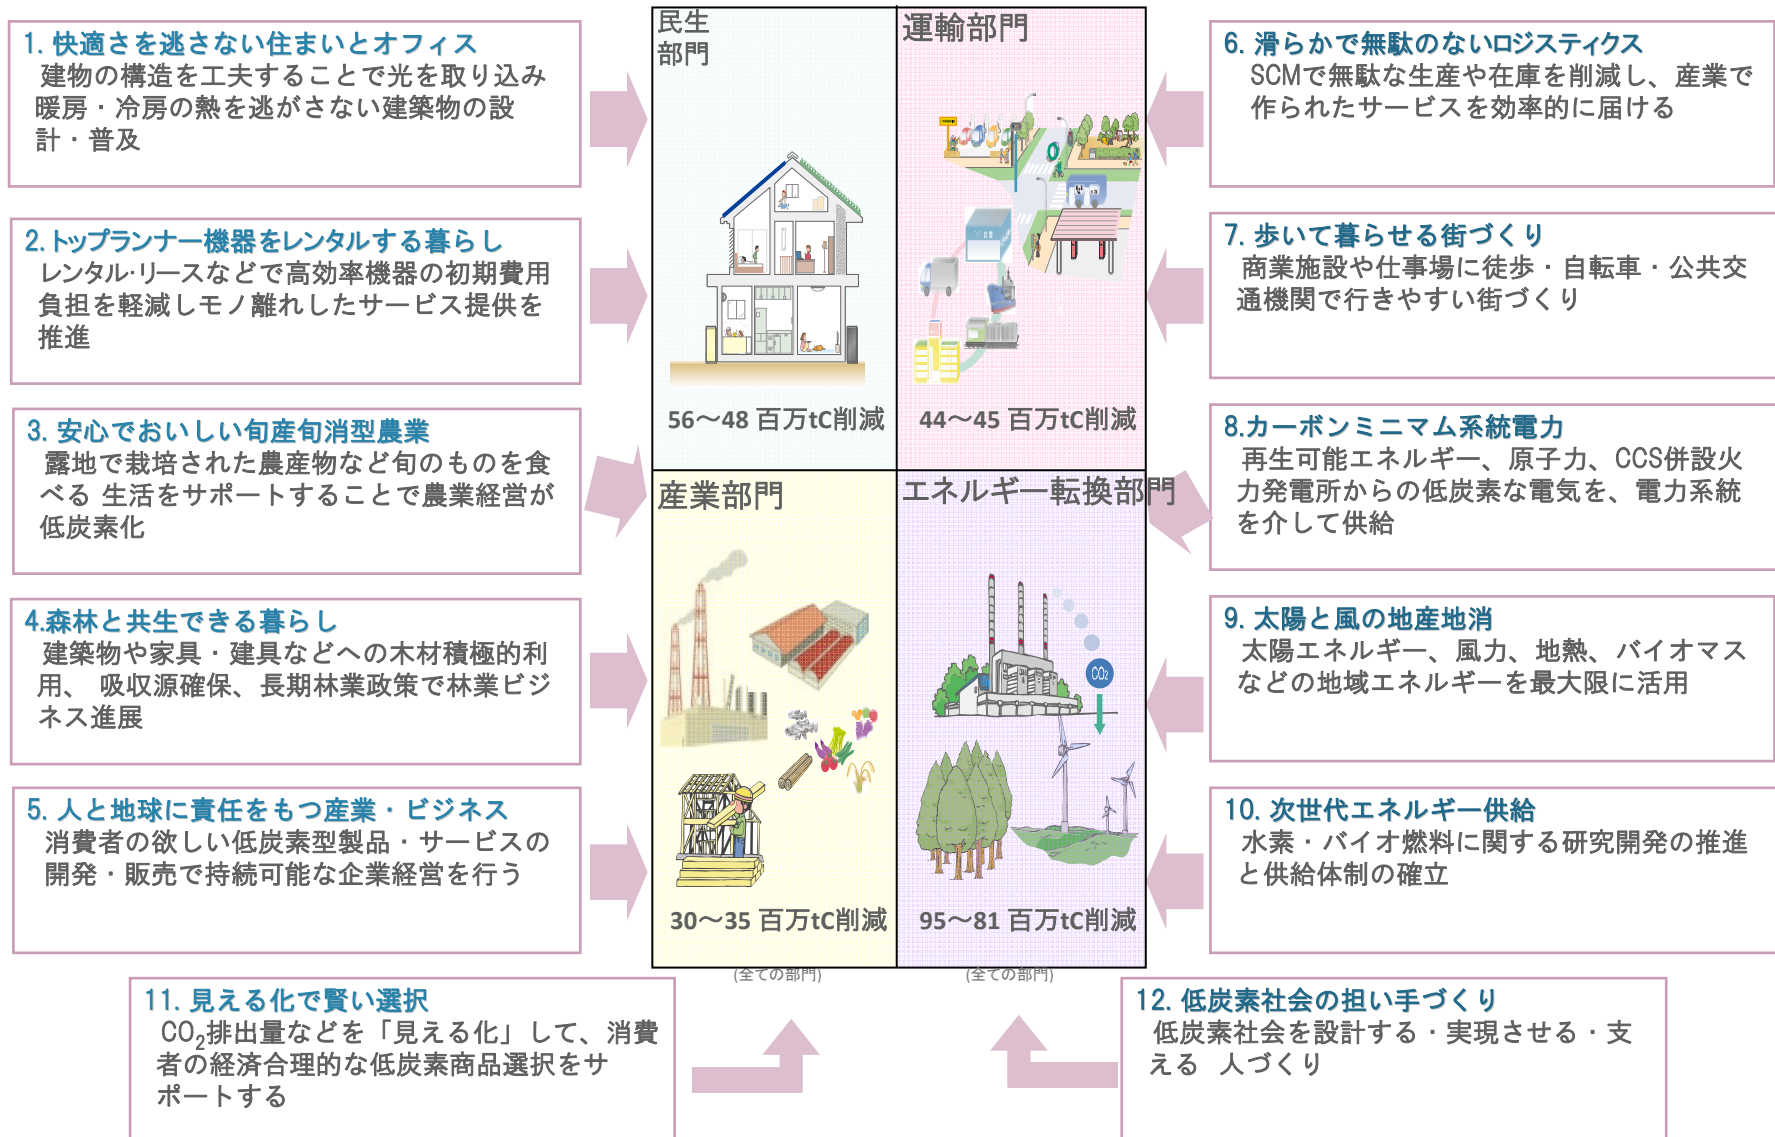 1. 快適さを逃さない住まいとオフィス
建物の構造を工夫することで光を取り込み
暖房・冷房の熱を逃がさない建築物の設
計・普及
2. トップランナー機器をレンタルする暮らし
レンタル・リースなどで高効率機器の初期費用
負担を軽減しモノ離れしたサービス提供を
推進
3. 安心でおいしい旬産旬消型農業
露地で栽培された農産物など旬のものを食
べる 生活をサポートすることで農業経営が
低炭素化
4.森林と共生できる暮らし
建築物や家具・建具などへの木材積極的利
用、 吸収源確保、長期林業政策で林業ビジ
ネス進展
5. 人と地球に責任をもつ産業・ビジネス
消費者の欲しい低炭素型製品・サービスの
開発・販売で持続可能な企業経営を行う
民生
部門
56～48 百万tC削減
運輸部門
44～45 百万tC削減
産業部門
30～35 百万tC削減
エネルギー転換部門
CO₂
95～81 百万tC削減
(全ての部門)
(全ての部門)
6. 滑らかで無駄のないロジスティクス
SCMで無駄な生産や在庫を削減し、産業で
作られたサービスを効率的に届ける
7. 歩いて暮らせる街づくり
商業施設や仕事場に徒歩・自転車・公共交
通機関で行きやすい街づくり
8.カーボンミニマム系統電力
再生可能エネルギー、原子力、CCS併設火
力発電所からの低炭素な電気を、電力系統
を介して供給
9. 太陽と風の地産地消
太陽エネルギー、風力、地熱、バイオマス
などの地域エネルギーを最大限に活用
10. 次世代エネルギー供給
水素・バイオ燃料に関する研究開発の推進
と供給体制の確立
11. 見える化で賢い選択
CO₂排出量などを「見える化」して、消費
者の経済合理的な低炭素商品選択をサ
ポートする
12. 低炭素社会の担い手づくり
低炭素社会を設計する・実現させる・支
える 人づくり